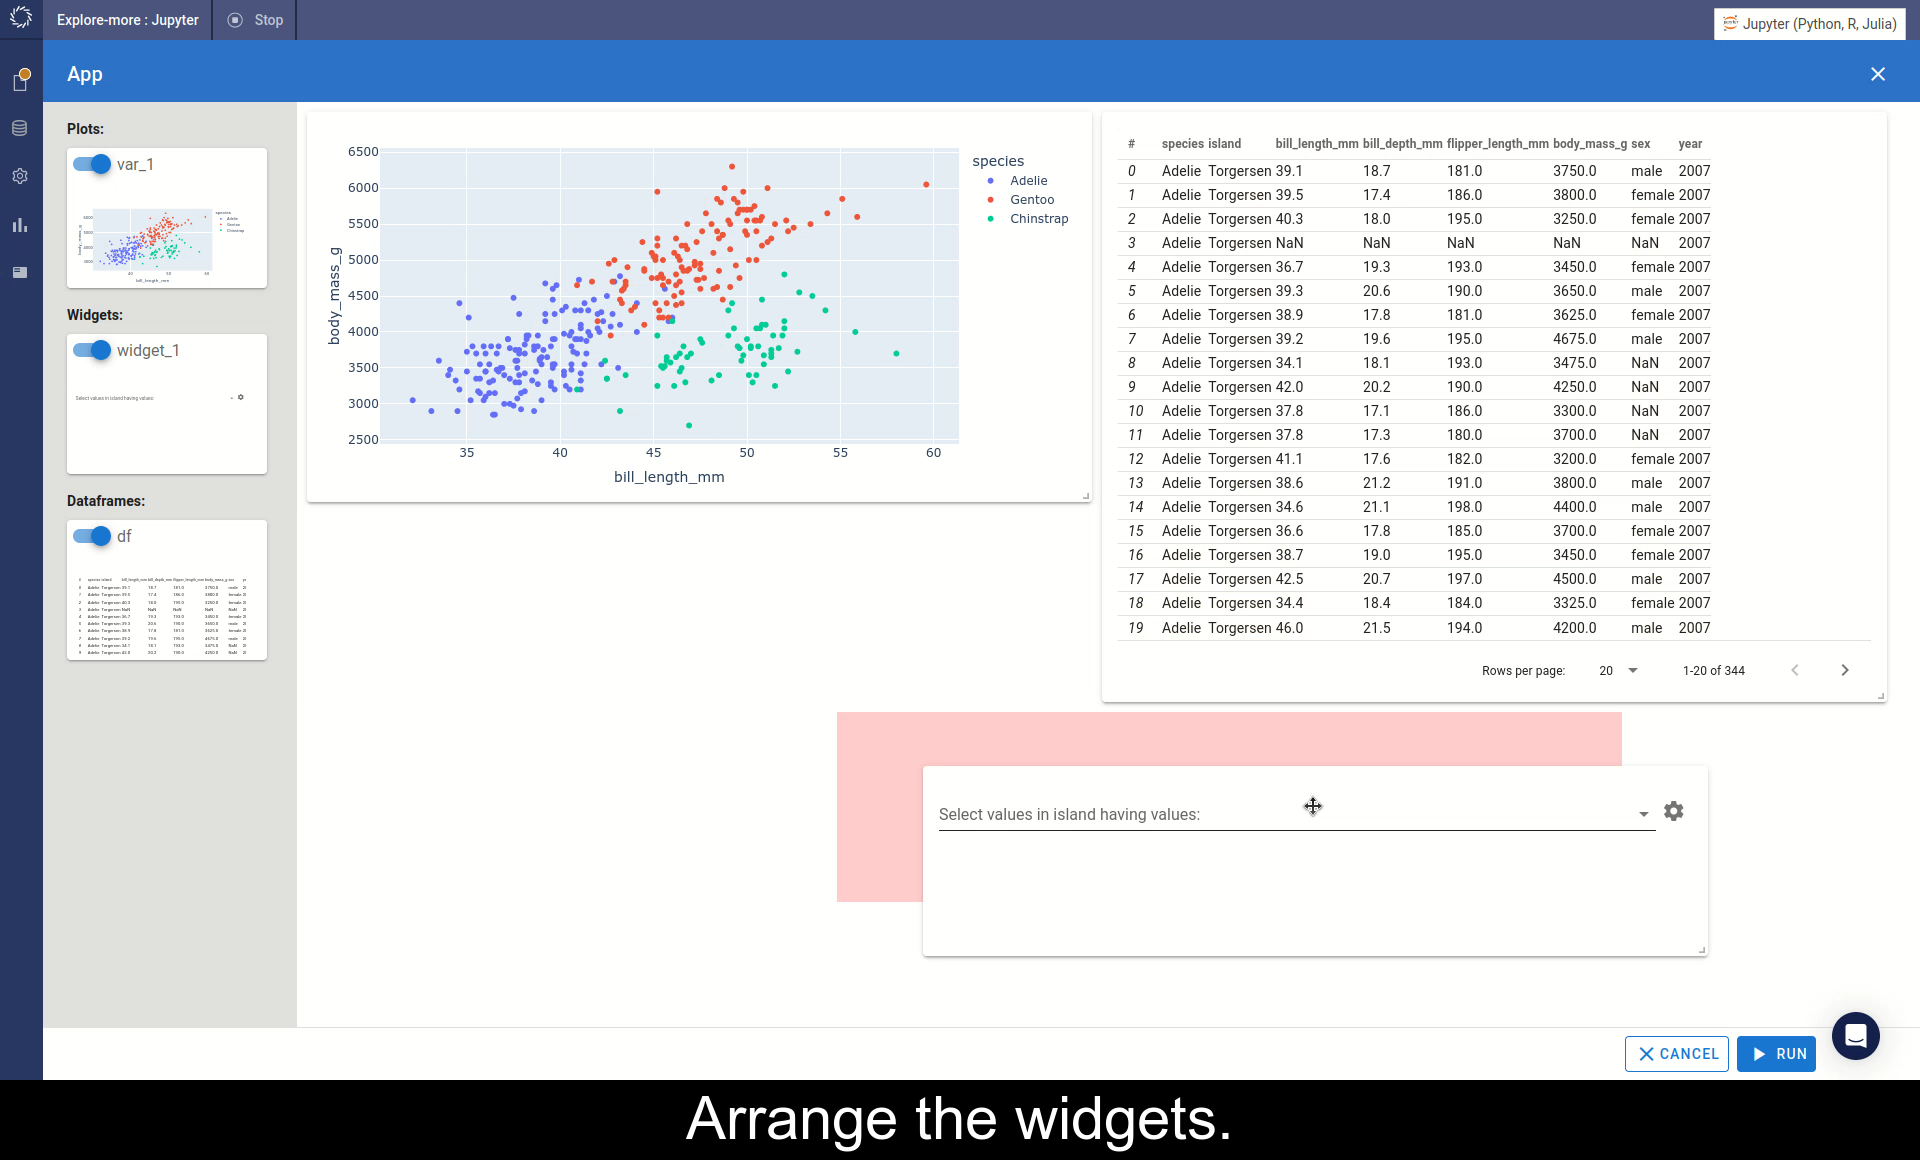 Explore-more : Jupyter
Stop
Jupyter (Python, R, Julia)
App
Plots:
var_1
Widgets:
widget_1
Select values in island having values:
Dataframes:
df
6500
6000
5500
5000
4500
4000
3500
3000
2500
body_mass_g
35 40 45 50 55 60
bill_length_mm
species
Adelie
Gentoo
Chinstrap
# species island bill_length_mm bill_depth_mm flipper_length_mm body_mass_g sex year
0 Adelie Torgersen 39.1 18.7 181.0 3750.0 male 2007
1 Adelie Torgersen 39.5 17.4 186.0 3800.0 female 2007
2 Adelie Torgersen 40.3 18.0 195.0 3250.0 female 2007
3 Adelie Torgersen NaN NaN NaN NaN NaN 2007
4 Adelie Torgersen 36.7 19.3 193.0 3450.0 female 2007
5 Adelie Torgersen 39.3 20.6 190.0 3650.0 male 2007
6 Adelie Torgersen 38.9 17.8 181.0 3625.0 female 2007
7 Adelie Torgersen 39.2 19.6 195.0 4675.0 male 2007
8 Adelie Torgersen 34.1 18.1 193.0 3475.0 NaN 2007
9 Adelie Torgersen 42.0 20.2 190.0 4250.0 NaN 2007
10 Adelie Torgersen 37.8 17.1 186.0 3300.0 NaN 2007
11 Adelie Torgersen 37.8 17.3 180.0 3700.0 NaN 2007
12 Adelie Torgersen 41.1 17.6 182.0 3200.0 female 2007
13 Adelie Torgersen 38.6 21.2 191.0 3800.0 male 2007
14 Adelie Torgersen 34.6 21.1 198.0 4400.0 male 2007
15 Adelie Torgersen 36.6 17.8 185.0 3700.0 female 2007
16 Adelie Torgersen 38.7 19.0 195.0 3450.0 female 2007
17 Adelie Torgersen 42.5 20.7 197.0 4500.0 male 2007
18 Adelie Torgersen 34.4 18.4 184.0 3325.0 female 2007
19 Adelie Torgersen 46.0 21.5 194.0 4200.0 male 2007
Rows per page: 20 1-20 of 344
Select values in island having values:
CANCEL
RUN
Arrange the widgets.